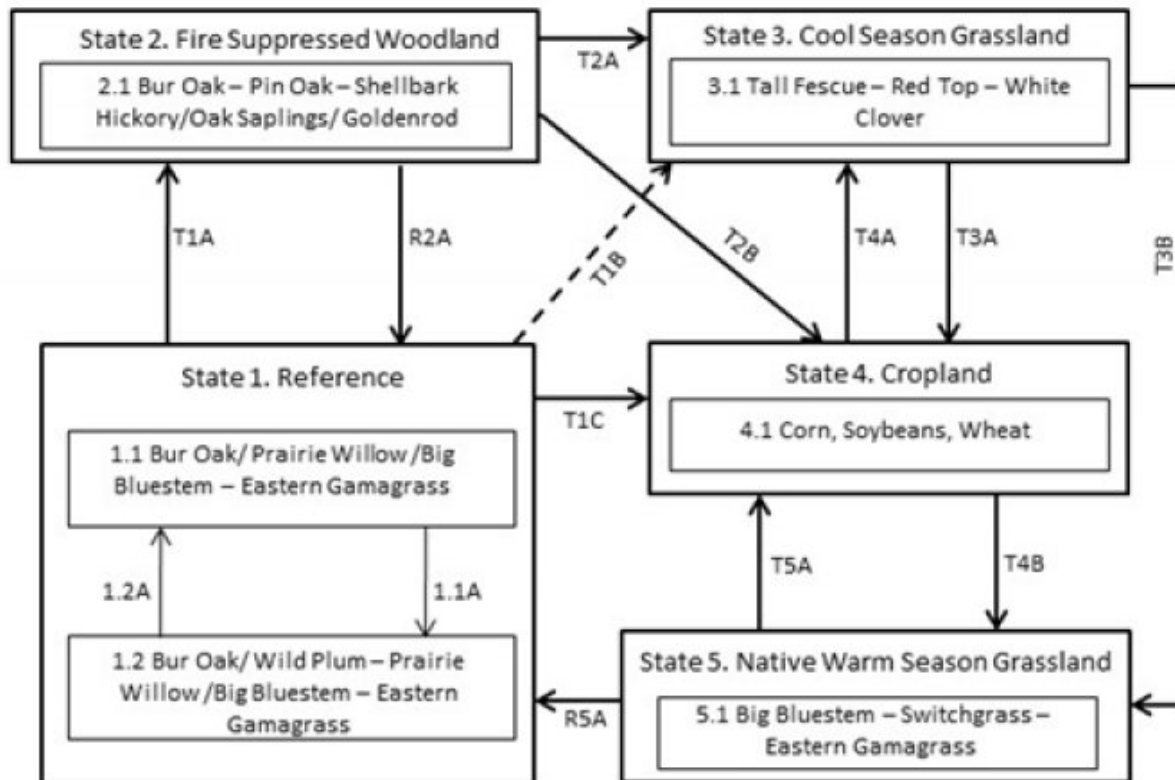 State 2. Fire Suppressed Woodland
2.1 Bur Oak – Pin Oak – Shellbark
Hickory/Oak Saplings/ Goldenrod
T2A
State 3. Cool Season Grassland
3.1 Tall Fescue – Red Top – White
Clover
T1A
R2A
T1B
T2B
T4A
T3A
T3B
State 1. Reference
1.1 Bur Oak/ Prairie Willow /Big
Bluestem – Eastern Gamagrass
1.2A
1.1A
1.2 Bur Oak/ Wild Plum – Prairie
Willow /Big Bluestem – Eastern
Gamagrass
T1C
State 4. Cropland
4.1 Corn, Soybeans, Wheat
T5A
T4B
R5A
State 5. Native Warm Season Grassland
5.1 Big Bluestem – Switchgrass –
Eastern Gamagrass